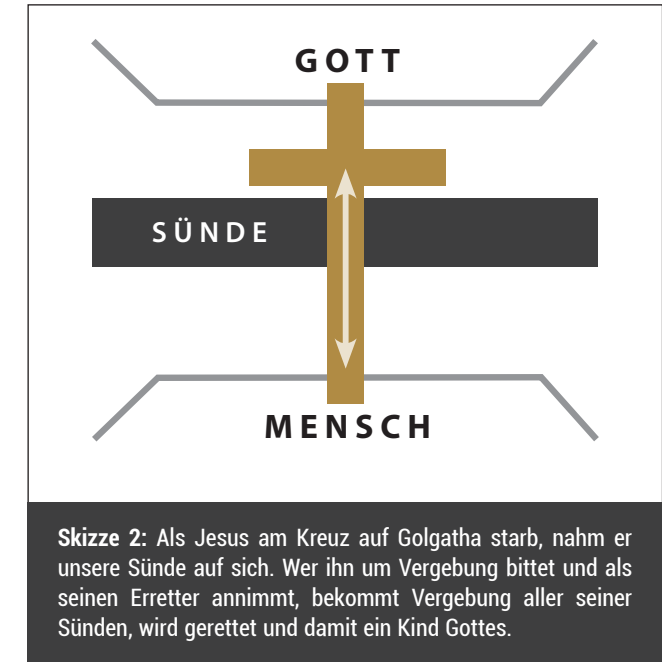 GOTT
SÜNDE
MENSCH
Skizze 2: Als Jesus am Kreuz auf Golgatha starb, nahm er
unsere Sünde auf sich. Wer ihn um Vergebung bittet und als
seinen Erretter annimmt, bekommt Vergebung aller seiner
Sünden, wird gerettet und damit ein Kind Gottes.